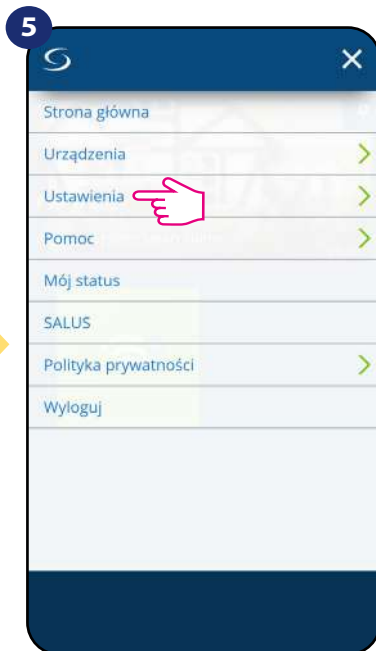 5
Strona główna
Urządzenia
Ustawienia
Pomoc
Mój status
SALUS
Polityka prywatności
Wyloguj